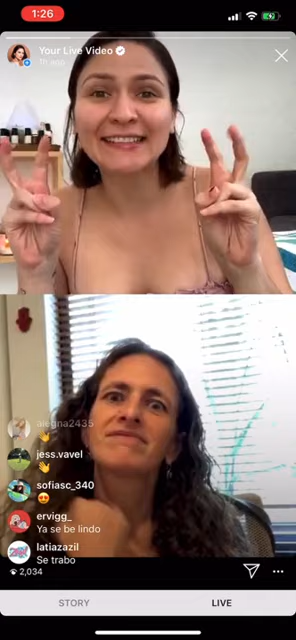 1:26
Your Live Video
1h ago
alegna2435
jess.vavel
sofiasc_340
ervigg_
Ya se be lindo
latiazazil
Se trabo
2,034
STORY
LIVE